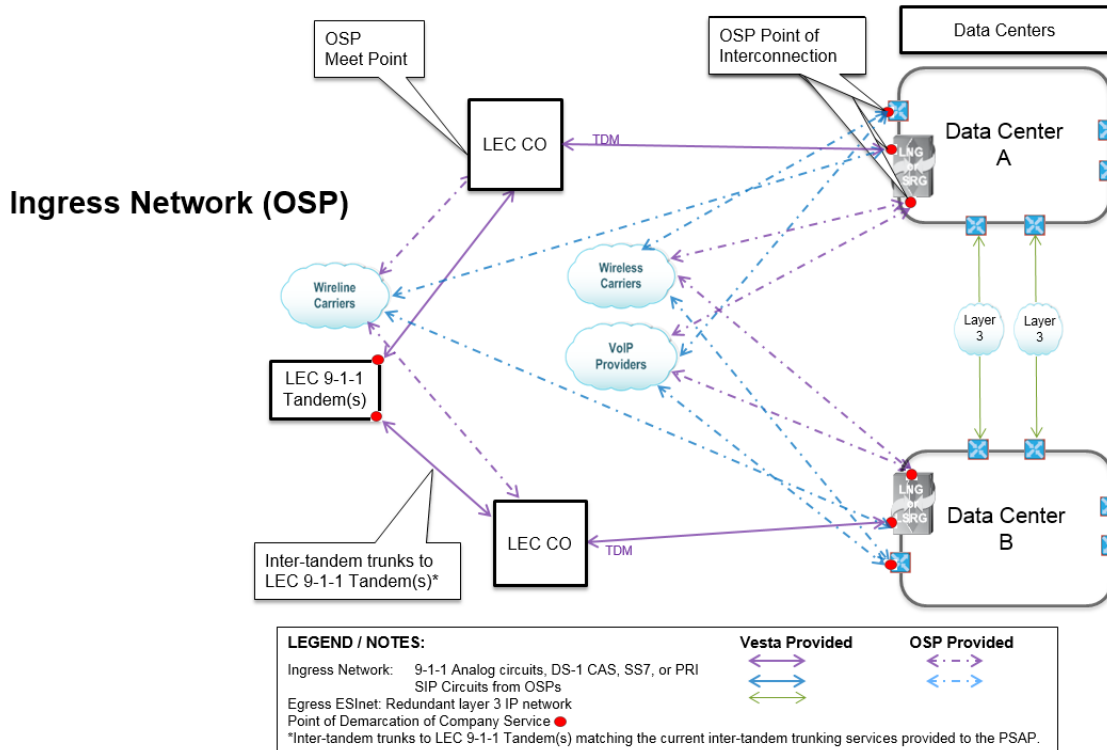 OSP
Meet Point
OSP Point of
Interconnection
Data Centers
LEC CO
TDM
LNG
SRG
Data Center
A
Ingress Network (OSP)
Wireline
Carriers
Wireless
Carriers
VoIP
Providers
Layer
3
Layer
3
LEC 9-1-1
Tandem(s)
LNG
LSRG
Data Center
B
LEC CO
TDM
Inter-tandem trunks to
LEC 9-1-1 Tandem(s)*
LEGEND / NOTES:
Vesta Provided
OSP Provided
Ingress Network: 9-1-1 Analog circuits, DS-1 CAS, SS7, or PRI
SIP Circuits from OSPs
Egress ESInet: Redundant layer 3 IP network
Point of Demarcation of Company Service
*Inter-tandem trunks to LEC 9-1-1 Tandem(s) matching the current inter-tandem trunking services provided to the PSAP.